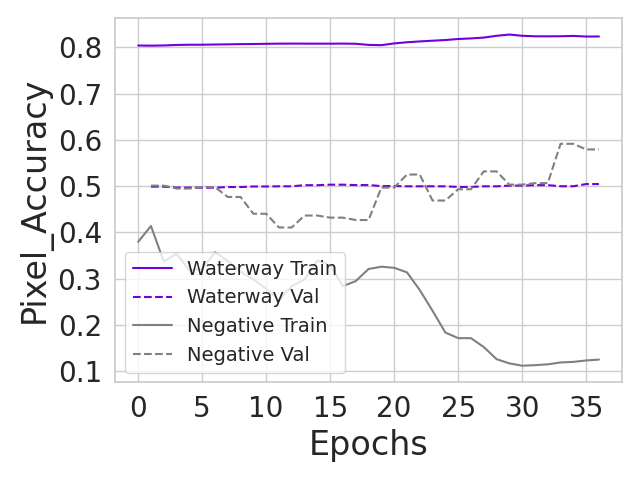 Pixel_Accuracy
0.8
0.7
0.6
0.5
0.4
0.3
0.2
0.1
Waterway Train
Waterway Val
Negative Train
Negative Val
0 5 10 15 20 25 30 35
Epochs